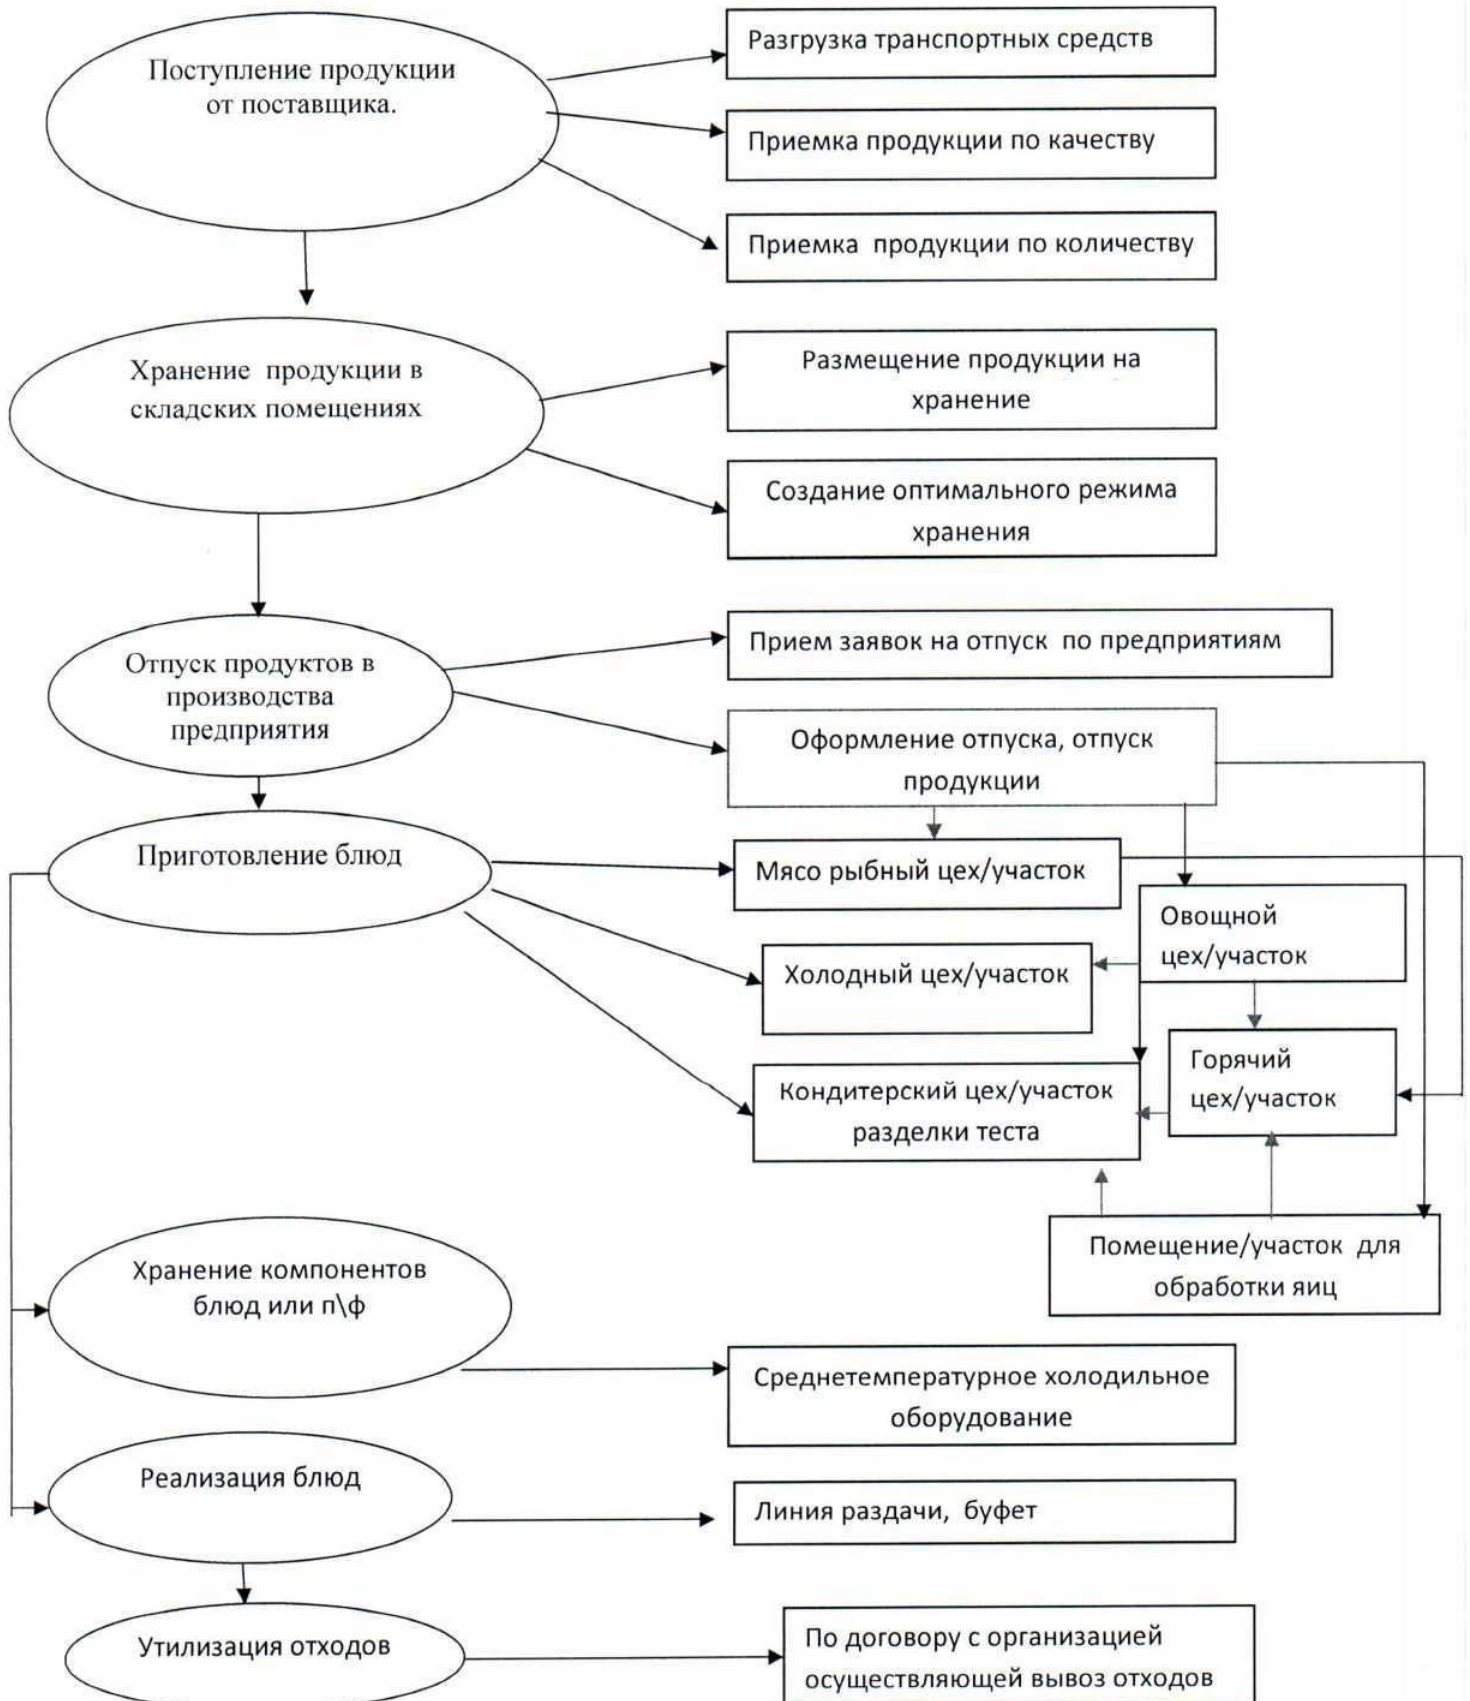 Поступление продукции
от поставщика.
Разгрузка транспортных средств
Приемка продукции по качеству
Приемка  продукции по количеству
Хранение  продукции в
складских помещениях
Размещение продукции на
хранение
Создание оптимального режима
хранения
Отпуск продуктов в
производства
предприятия
Прием заявок на отпуск  по предприятиям
Оформление отпуска, отпуск
продукции
Приготовление блюд
Мясо рыбный цех/участок
Овощной
цех/участок
Холодный цех/участок
Горячий
цех/участок
Кондитерский цех/участок
разделки теста
Помещение/участок  для
обработки яиц
Хранение компонентов
блюд или п\ф
Среднетемпературное холодильное
оборудование
Реализация блюд
Линия раздачи,  буфет
Утилизация отходов
По договору с организацией
осуществляющей вывоз отходов